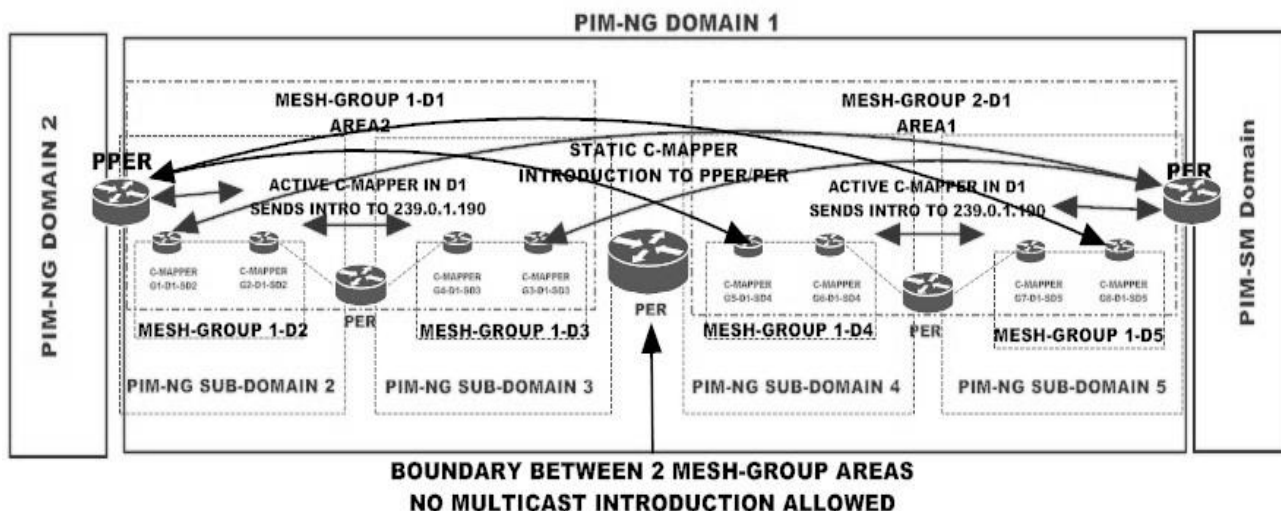 PIM-NG DOMAIN 1
PIM-NG DOMAIN 2
PIM-SM Domain
MESH-GROUP 1-D1
AREA2
MESH-GROUP 2-D1
AREA1
PPER
PER
STATIC C-MAPPER
INTRODUCTION TO PPER/PER
ACTIVE C-MAPPER IN D1
SENDS INTRO TO 239.0.1.190
ACTIVE C-MAPPER IN D1
SENDS INTRO TO 239.0.1.190
C-MAPPER
G1-D1-SD2
C-MAPPER
G2-D1-SD2
C-MAPPER
G4-D1-SD3
C-MAPPER
G3-D1-SD3
C-MAPPER
G5-D1-SD4
C-MAPPER
G6-D1-SD4
C-MAPPER
G7-D1-SD5
C-MAPPER
G8-D1-SD5
PER
PER
PER
MESH-GROUP 1-D2
MESH-GROUP 1-D3
MESH-GROUP 1-D4
MESH-GROUP 1-D5
PIM-NG SUB-DOMAIN 2
PIM-NG SUB-DOMAIN 3
PIM-NG SUB-DOMAIN 4
PIM-NG SUB-DOMAIN 5
BOUNDARY BETWEEN 2 MESH-GROUP AREAS
NO MULTICAST INTRODUCTION ALLOWED